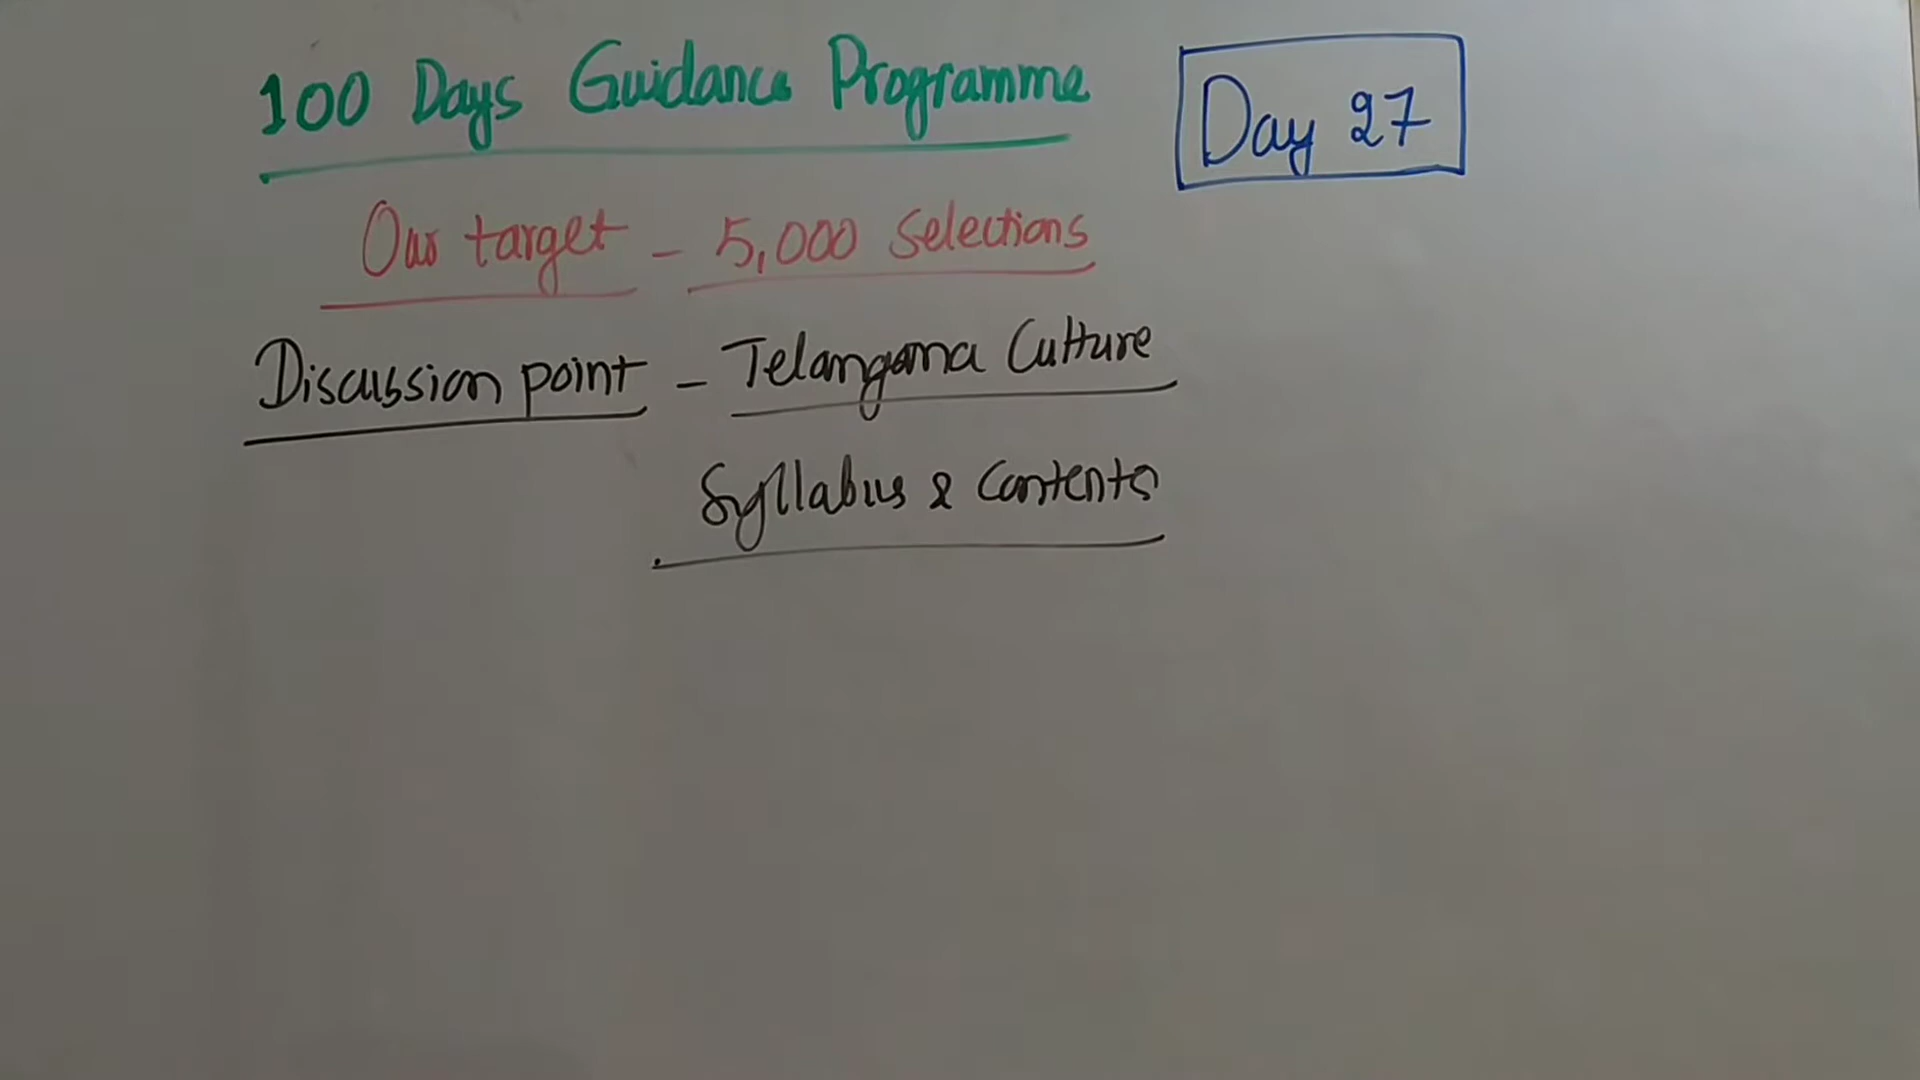 100 Days Guidance Programme
Day 27
Our target - 5,000 Selections
Discussion point - Telangana Culture
Syllabus & Contents